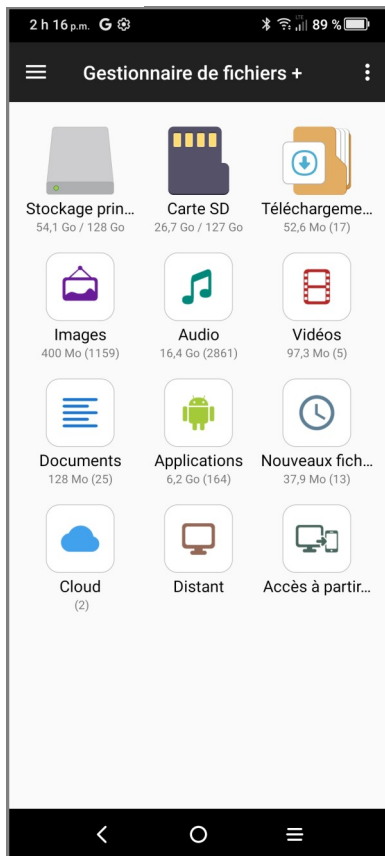 2 h 16 p.m. G LTE 89 %
Gestionnaire de fichiers +
Stockage prin... Carte SD Téléchargeme...
54,1 Go / 128 Go 26,7 Go / 127 Go 52,6 Mo (17)
Images Audio Vidéos
400 Mo (1159) 16,4 Go (2861) 97,3 Mo (5)
Documents Applications Nouveaux fich...
128 Mo (25) 6,2 Go (164) 37,9 Mo (13)
Cloud Distant Accès à partir...
(2)